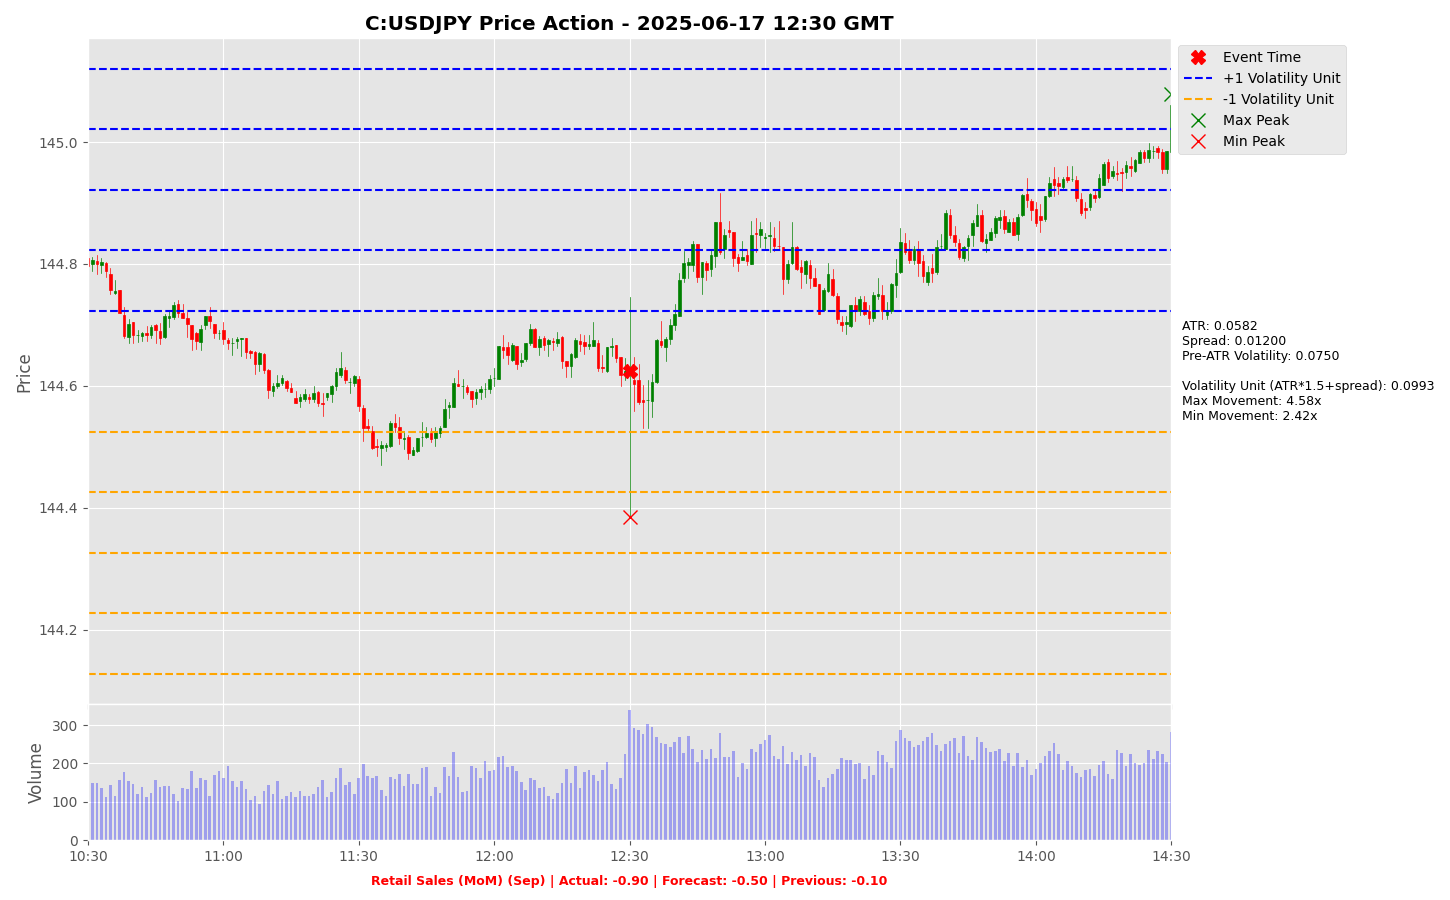 C:USDJPY Price Action - 2025-06-17 12:30 GMT
Event Time
+1 Volatility Unit
-1 Volatility Unit
Max Peak
Min Peak
145.0
144.8
144.6
144.4
144.2
Price
ATR: 0.0582
Spread: 0.01200
Pre-ATR Volatility: 0.0750
Volatility Unit (ATR*1.5+spread): 0.0993
Max Movement: 4.58x
Min Movement: 2.42x
300
200
100
0
Volume
10:30 11:00 11:30 12:00 12:30 13:00 13:30 14:00 14:30
Retail Sales (MoM) (Sep) | Actual: -0.90 | Forecast: -0.50 | Previous: -0.10